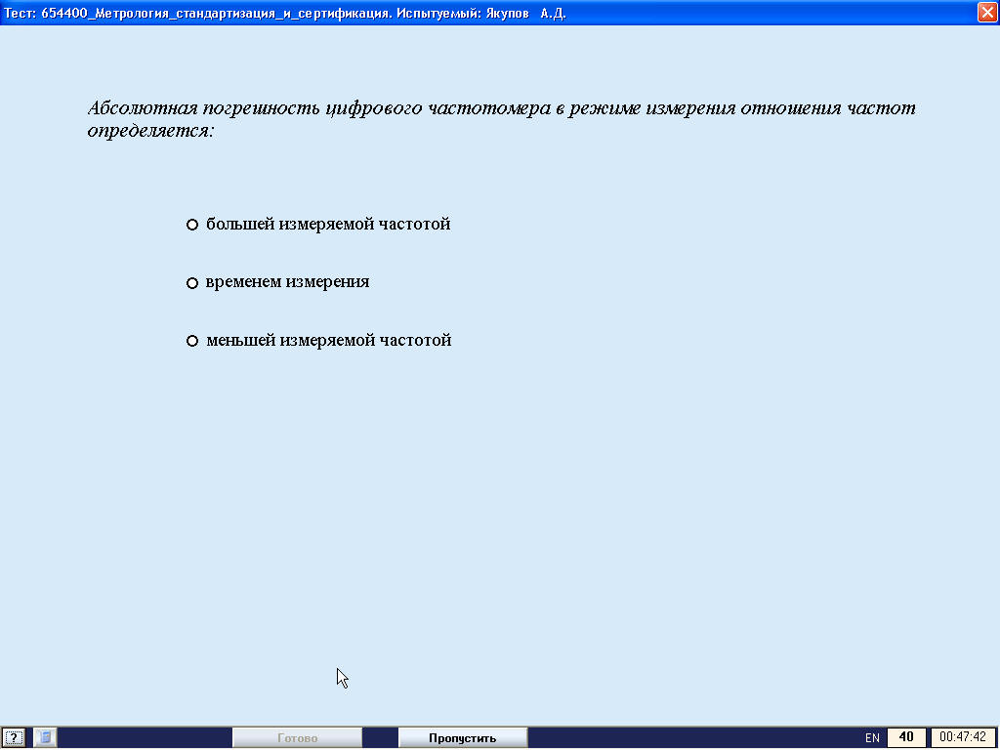 Тест: 654400_Метрология_стандартизация_и_сертификация. Испытуемый: Якупов А.Д.
Абсолютная погрешность цифрового частотомера в режиме измерения отношения частот
определяется:
большей измеряемой частотой
временем измерения
меньшей измеряемой частотой
? Готово Пропустить EN 40 00:47:42